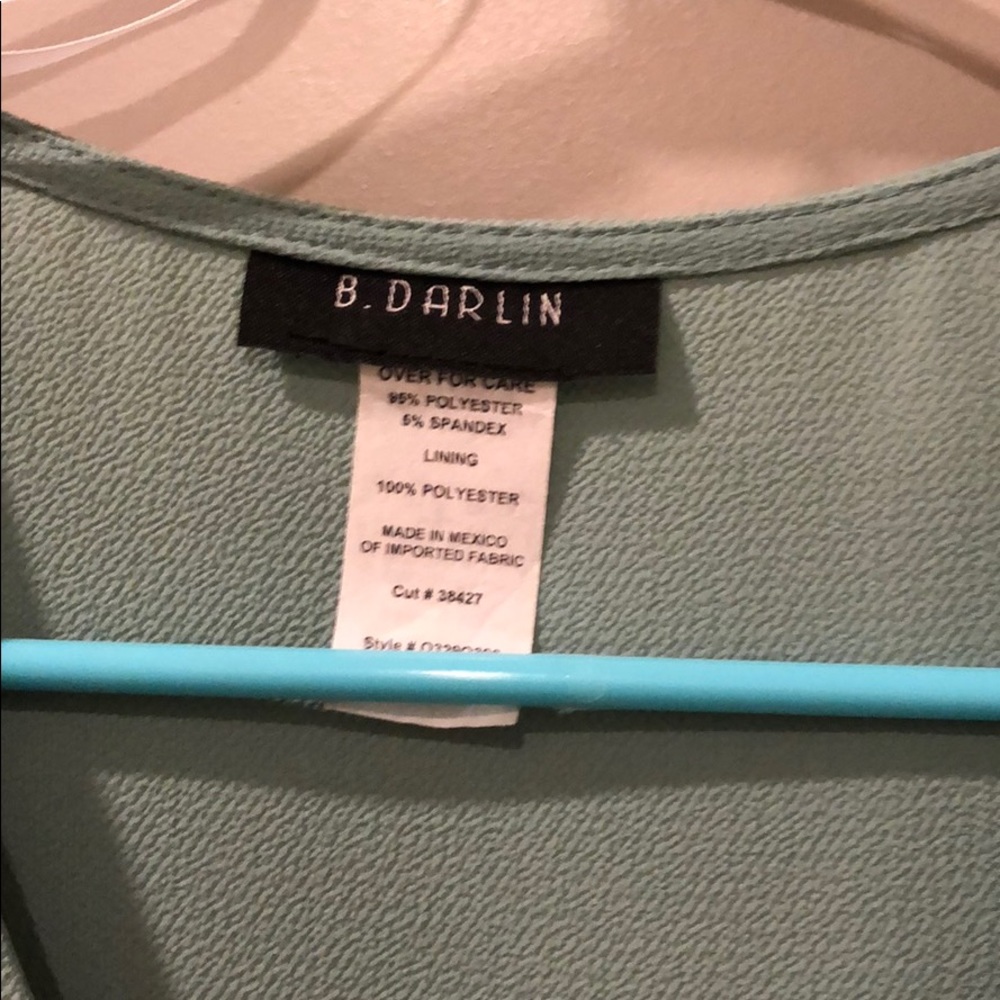 B. DARLIN
OVER FOR CARE
95% POLYESTER
5% SPANDEX
LINING
100% POLYESTER
MADE IN MEXICO
OF IMPORTED FABRIC
Cut # 38427
Style #